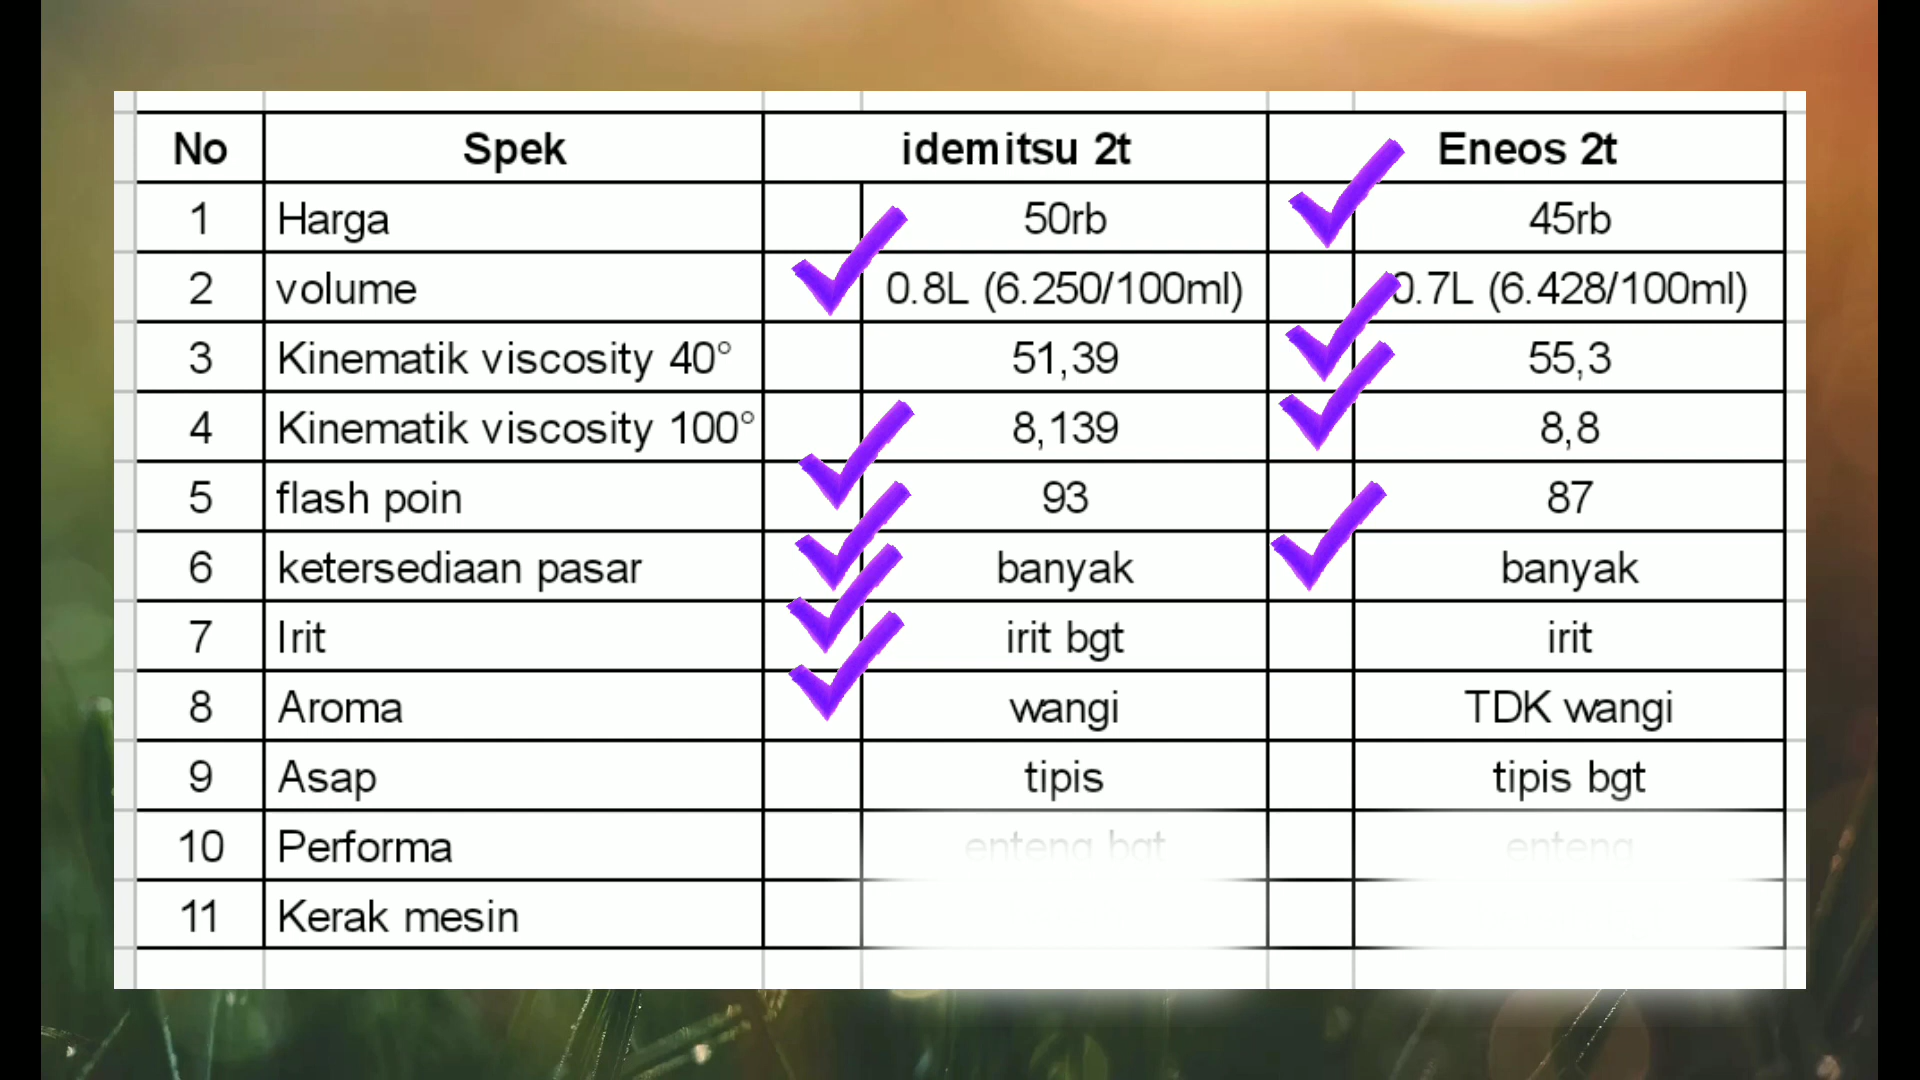 No Spek idemitsu 2t Eneos 2t
1 Harga 50rb 45rb
2 volume 0.8L (6.250/100ml) 0.7L (6.428/100ml)
3 Kinematik viscosity 40° 51,39 55,3
4 Kinematik viscosity 100° 8,139 8,8
5 flash poin 93 87
6 ketersediaan pasar banyak banyak
7 Irit irit bgt irit
8 Aroma wangi TDK wangi
9 Asap tipis tipis bgt
10 Performa enteng bgt enteng
11 Kerak mesin